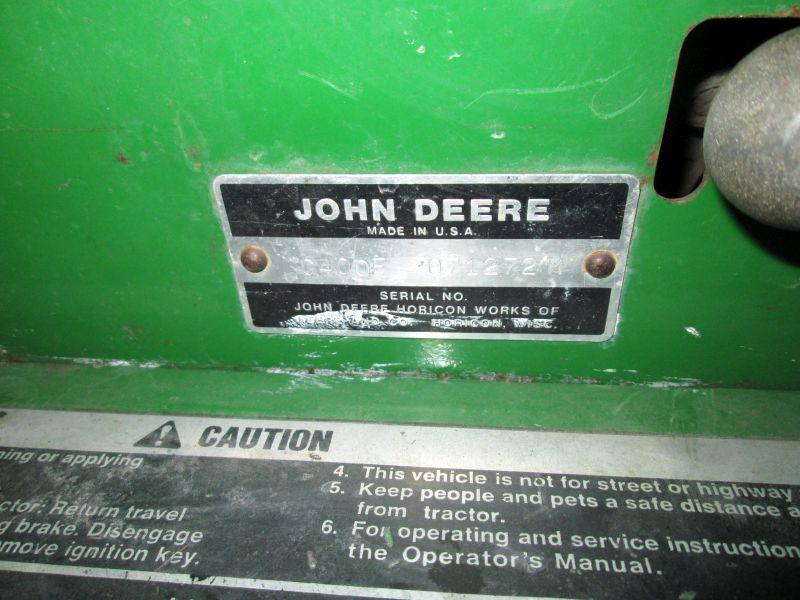 JOHN DEERE
MADE IN U.S.A.
SERIAL NO.
JOHN DEERE HORICON WORKS OF
CO. HORICON, WISC.
CAUTION
or applying
Return travel
brake. Disengage
ignition key.
4. This vehicle is not for street or highway
5. Keep people and pets a safe distance
from tractor.
6. For operating and service
the Operator's Manual.